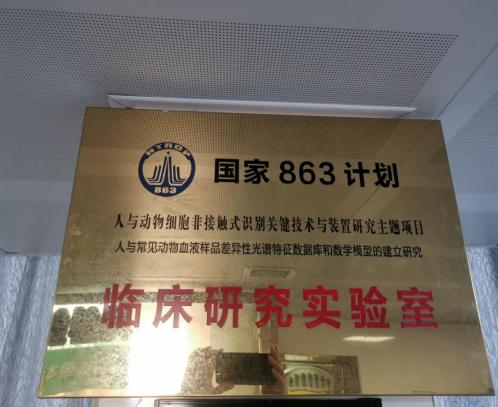 NTRDP
863
国家863计划
人与动物细胞非接触式识别关键技术与装置研究主题项目
人与常见动物血液样品差异性光谱特征数据库和数学模型的建立研究
临床研究实验室